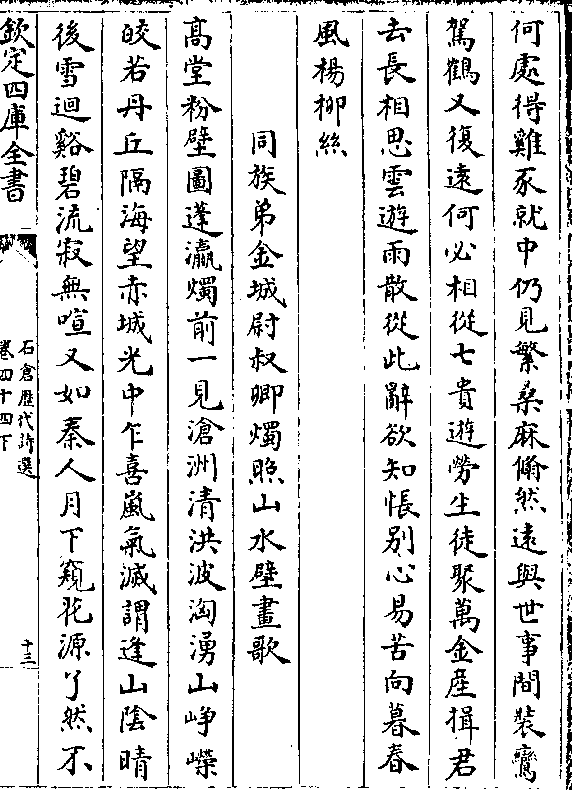 何處得雞豕就中仍見繁桑麻翛然遠與世事間裝鸞
駕鶴又復遠何必相從七貴遊勞生徒聚萬金產揖君
去長相思雲遊雨散從此辭欲知悵别心易苦向暮春
風楊栁絲
同族弟金城尉叔卿燭照山水壁畫歌
髙堂粉壁圖蓬瀛燭前一見滄洲清洪波洶湧山崢嶸
皎若丹丘隔海望赤城光中乍喜嵐氣滅謂逢山陰晴
後雪迴谿碧流寂無喧又如秦人月下窺花源了然不
欽定四庫全書
石倉歴代詩選
卷四十四下
十三